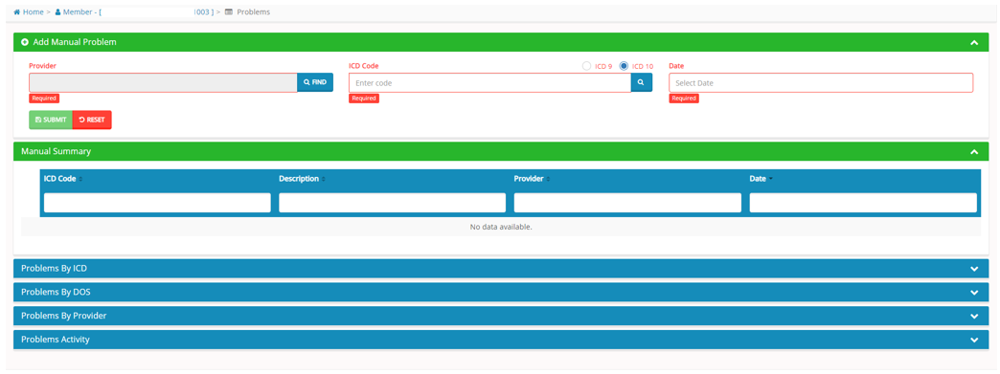 Home > Member - [ 1003 ] > Problems
Add Manual Problem
Provider ICD Code ICD 9 ICD 10 Date
FIND Enter code Select Date
Required Required Required
SUBMIT RESET
Manual Summary
ICD Code Description Provider Date
No data available.
Problems By ICD
Problems By DOS
Problems By Provider
Problems Activity